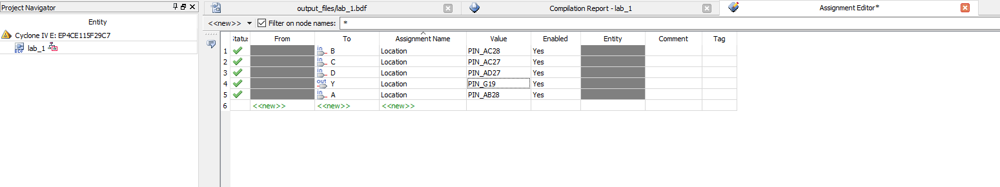 Project Navigator
Entity
Cyclone IV E: EP4CE115F29C7
BDF lab_1
output_files/lab_1.bdf
Compilation Report - lab_1
Assignment Editor*
<<new>> Filter on node names: *
Status From To Assignment Name Value Enabled Entity Comment Tag
1 in B Location PIN_AC28 Yes
2 in C Location PIN_AC27 Yes
3 in D Location PIN_AD27 Yes
4 out Y Location PIN_G19 Yes
5 in A Location PIN_AB28 Yes
6 <<new>> <<new>> <<new>>